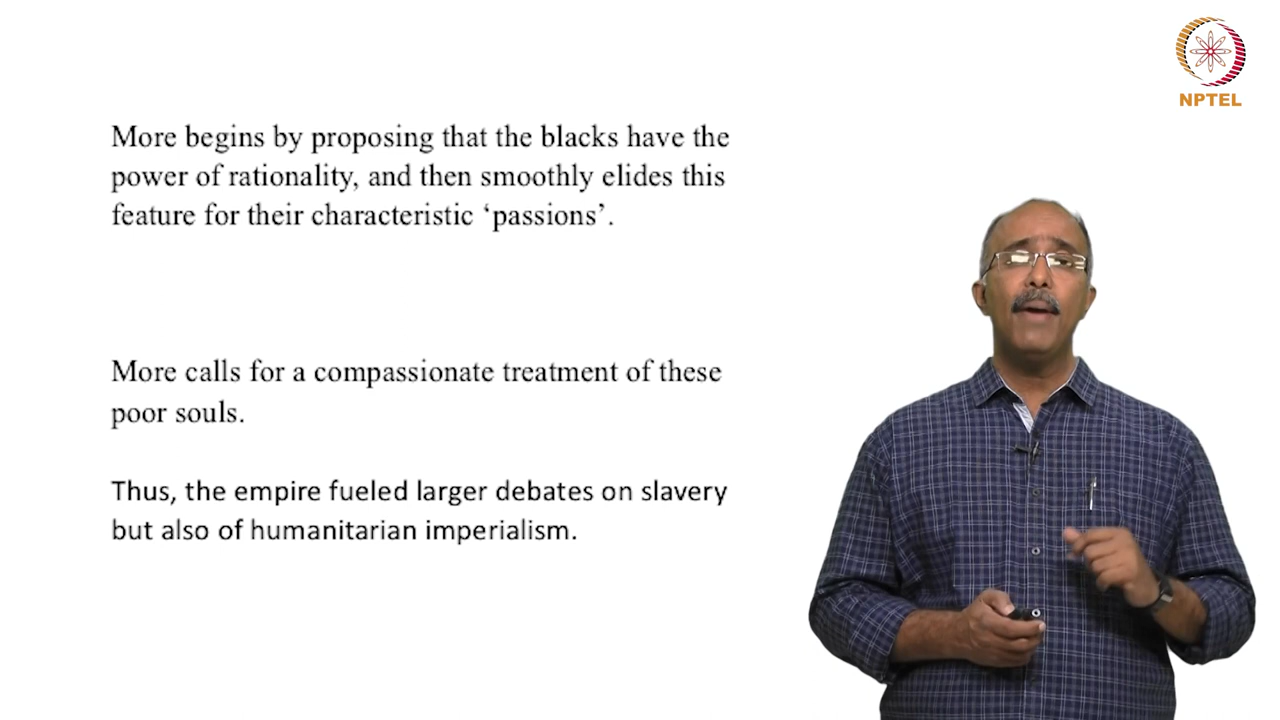 NPTEL
More begins by proposing that the blacks have the
power of rationality, and then smoothly elides this
feature for their characteristic ‘passions’.
More calls for a compassionate treatment of these
poor souls.
Thus, the empire fueled larger debates on slavery
but also of humanitarian imperialism.